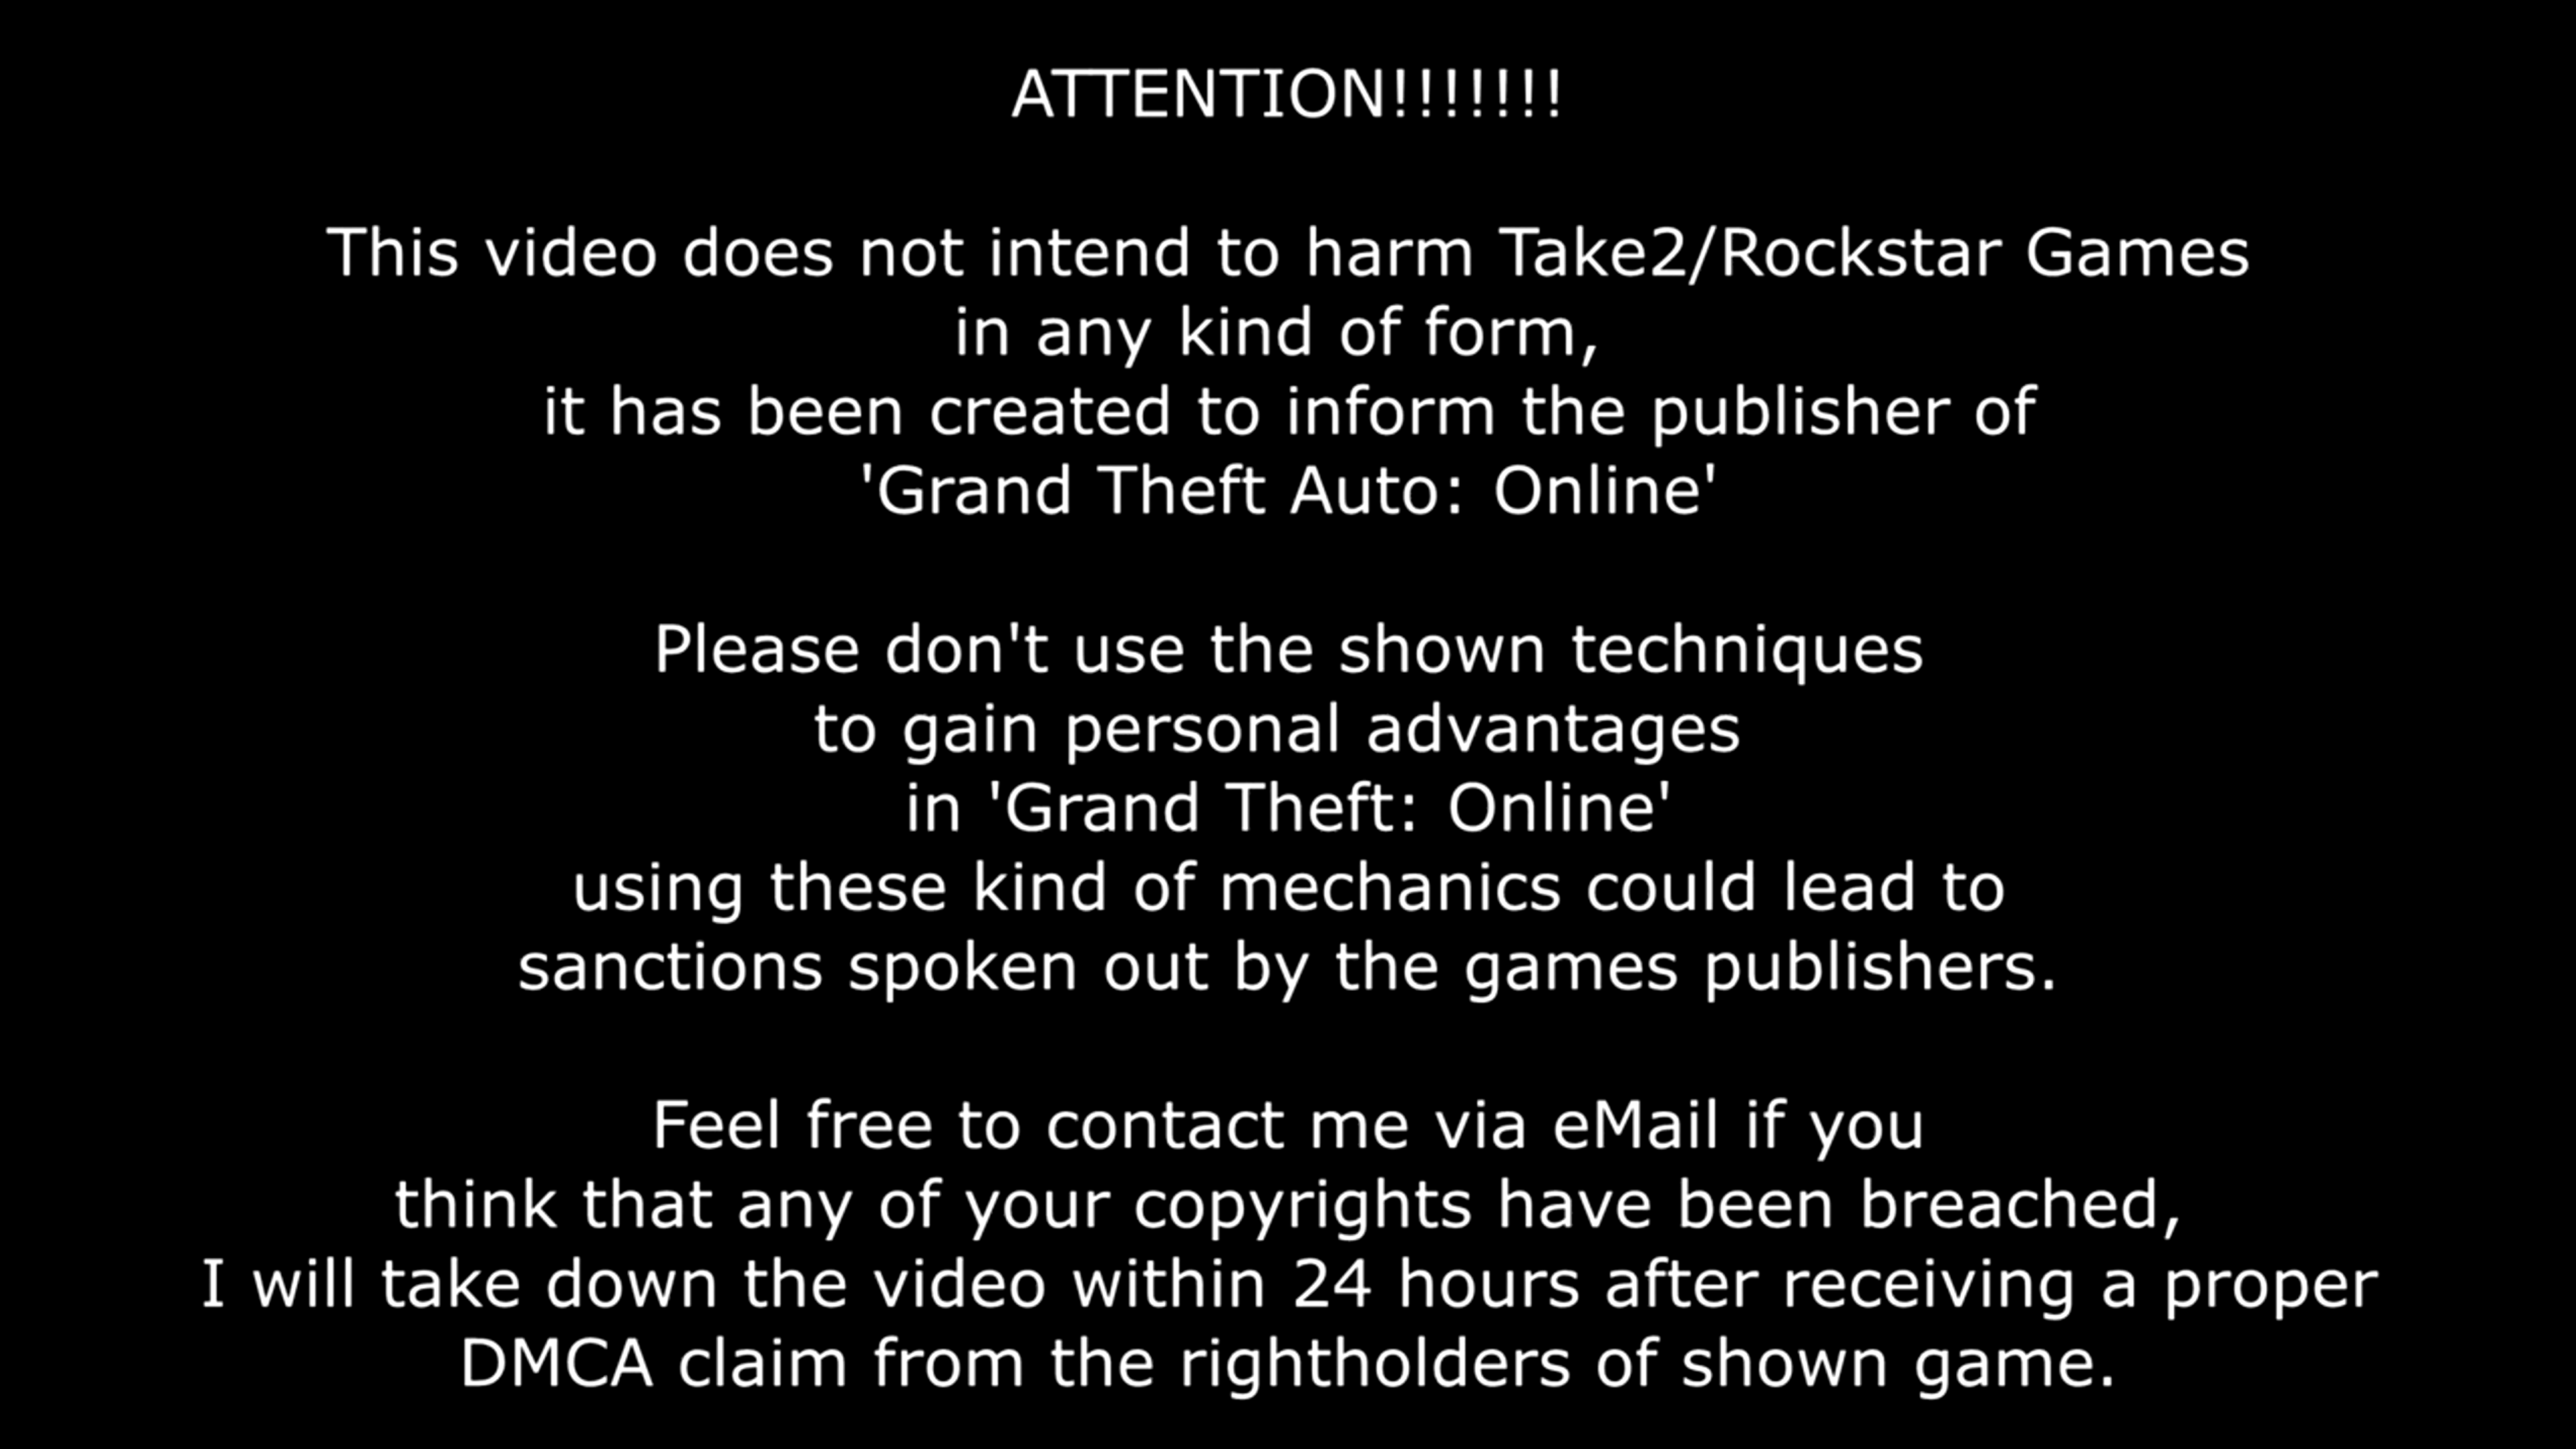 ATTENTION!!!!!!!
This video does not intend to harm Take2/Rockstar Games
in any kind of form,
it has been created to inform the publisher of
'Grand Theft Auto: Online'
Please don't use the shown techniques
to gain personal advantages
in 'Grand Theft: Online'
using these kind of mechanics could lead to
sanctions spoken out by the games publishers.
Feel free to contact me via eMail if you
think that any of your copyrights have been breached,
I will take down the video within 24 hours after receiving a proper
DMCA claim from the rightholders of shown game.